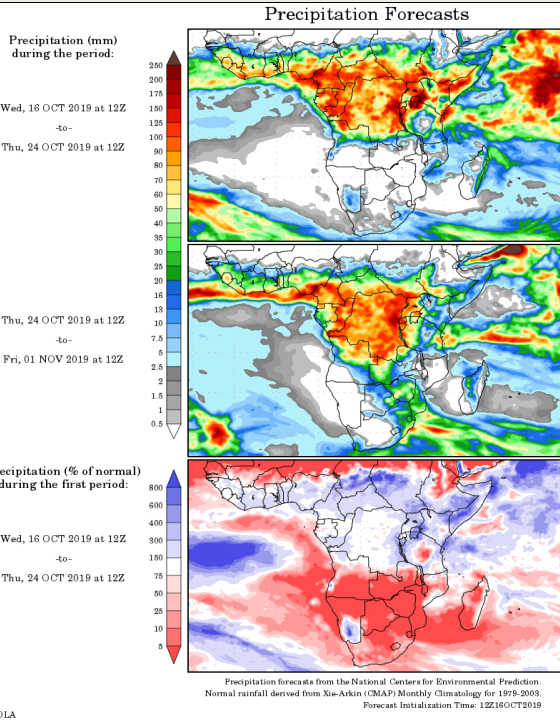 Precipitation Forecasts
Precipitation (mm)
during the period:
Wed, 16 OCT 2019 at 12Z
-to-
Thu, 24 OCT 2019 at 12Z
250
200
175
150
125
100
90
80
70
60
50
40
35
30
25
20
16
13
10
7.5
5
2.5
2
1.5
1
0.5
Thu, 24 OCT 2019 at 12Z
-to-
Fri, 01 NOV 2019 at 12Z
ecipitation (% of normal)
during the first period:
Wed, 16 OCT 2019 at 12Z
-to-
Thu, 24 OCT 2019 at 12Z
800
600
400
300
150
75
50
25
10
5
Precipitation forecasts from the National Centers for Environmental Prediction.
Normal rainfall derived from Xie-Arkin (CMAP) Monthly Climatology for 1979-2003.
Forecast Initialization Time: 12Z16OCT2019
OLA